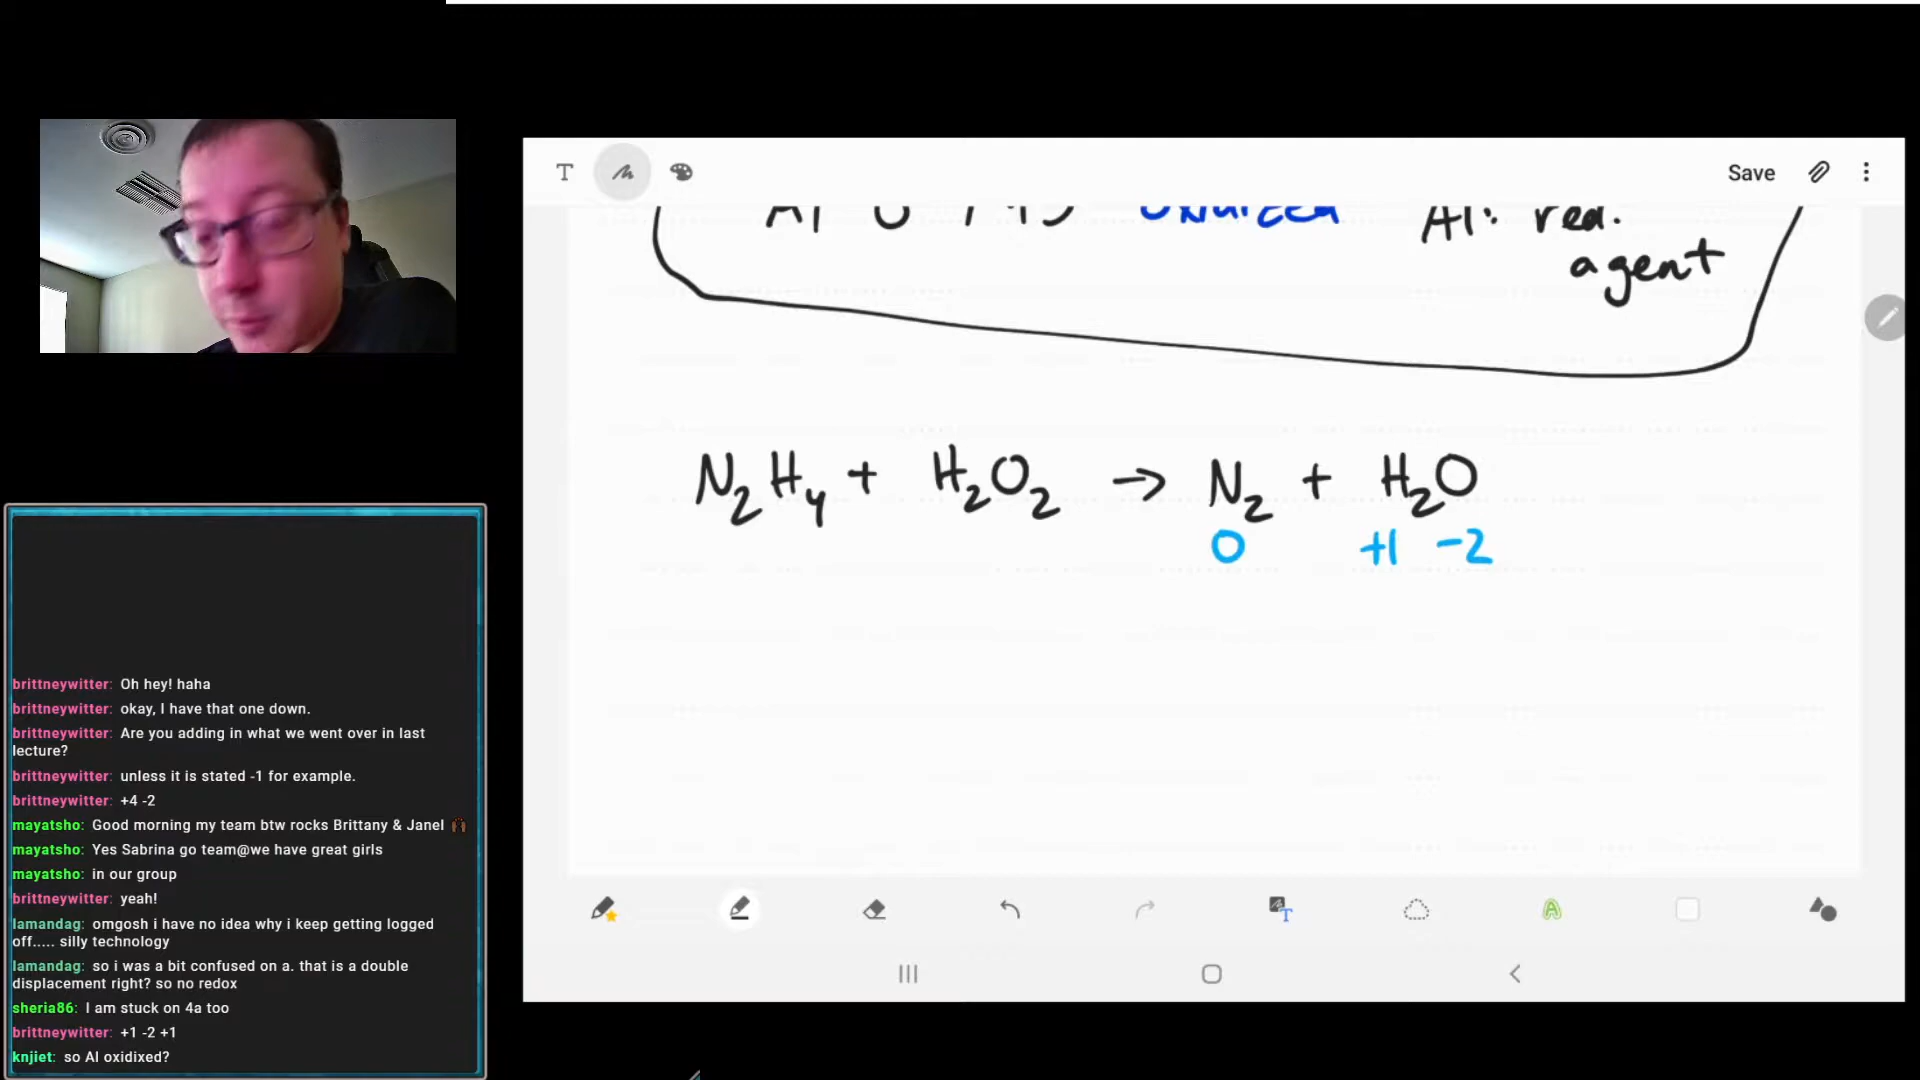 T Save
Al 0 → +3 oxidized Al: red.
agent
N₂H₄ + H₂O₂ → N₂ + H₂O
0 +1 -2
brittneywitter: Oh hey! haha
brittneywitter: okay, I have that one down.
brittneywitter: Are you adding in what we went over in last
lecture?
brittneywitter: unless it is stated -1 for example.
brittneywitter: +4 -2
mayatsho: Good morning my team btw rocks Brittany & Janel
mayatsho: Yes Sabrina go team@we have great girls
mayatsho: in our group
brittneywitter: yeah!
lamandag: omgosh i have no idea why i keep getting logged
off..... silly technology
lamandag: so i was a bit confused on a. that is a double
displacement right? so no redox
sheria86: I am stuck on 4a too
brittneywitter: +1 -2 +1
knjiet: so Al oxidixed?